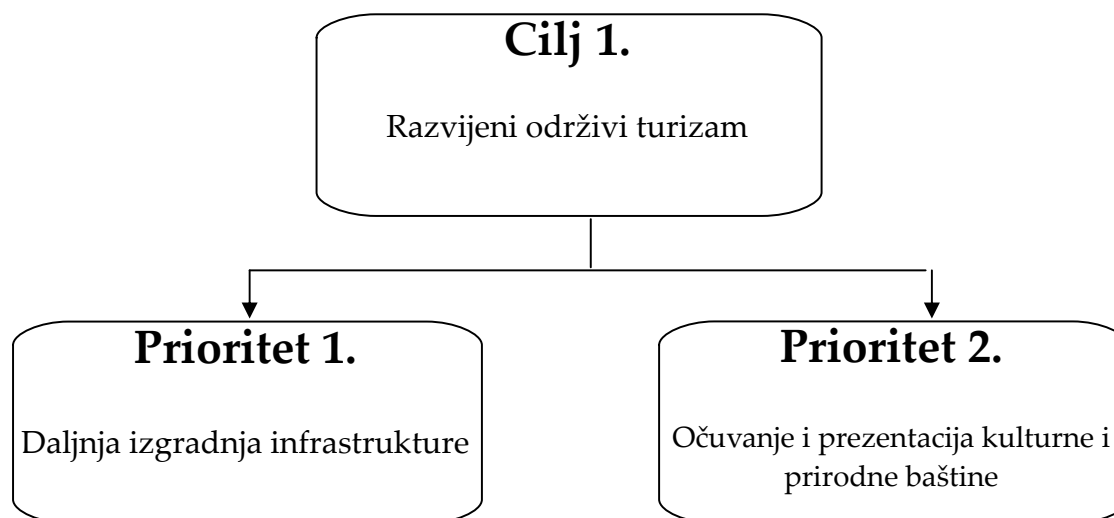 Cilj 1.
Razvijeni održivi turizam
Prioritet 1.
Daljnja izgradnja infrastrukture
Prioritet 2.
Očuvanje i prezentacija kulturne i
prirodne baštine